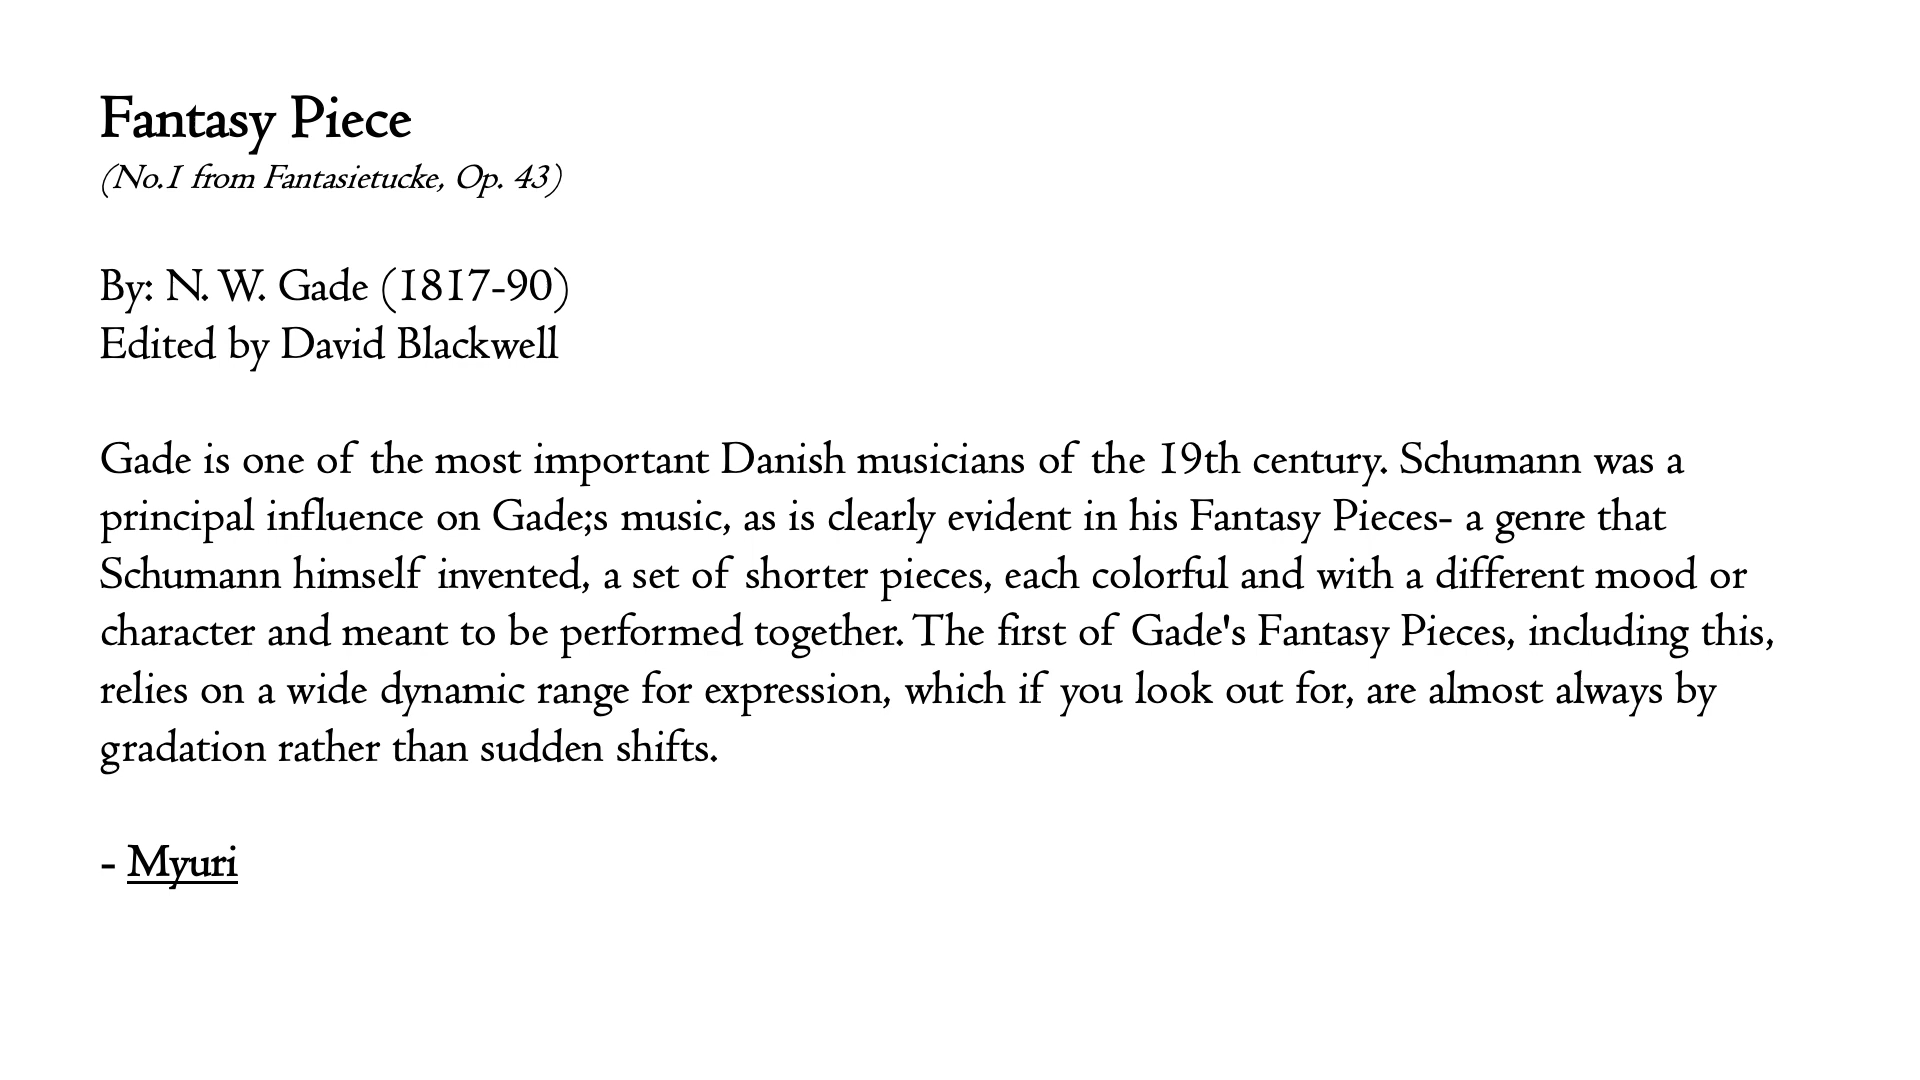 Fantasy Piece
(No.1 from Fantasietucke, Op. 43)
By: N. W. Gade (1817-90)
Edited by David Blackwell
Gade is one of the most important Danish musicians of the 19th century. Schumann was a
principal influence on Gade;s music, as is clearly evident in his Fantasy Pieces- a genre that
Schumann himself invented, a set of shorter pieces, each colorful and with a different mood or
character and meant to be performed together. The first of Gade's Fantasy Pieces, including this,
relies on a wide dynamic range for expression, which if you look out for, are almost always by
gradation rather than sudden shifts.
- Myuri